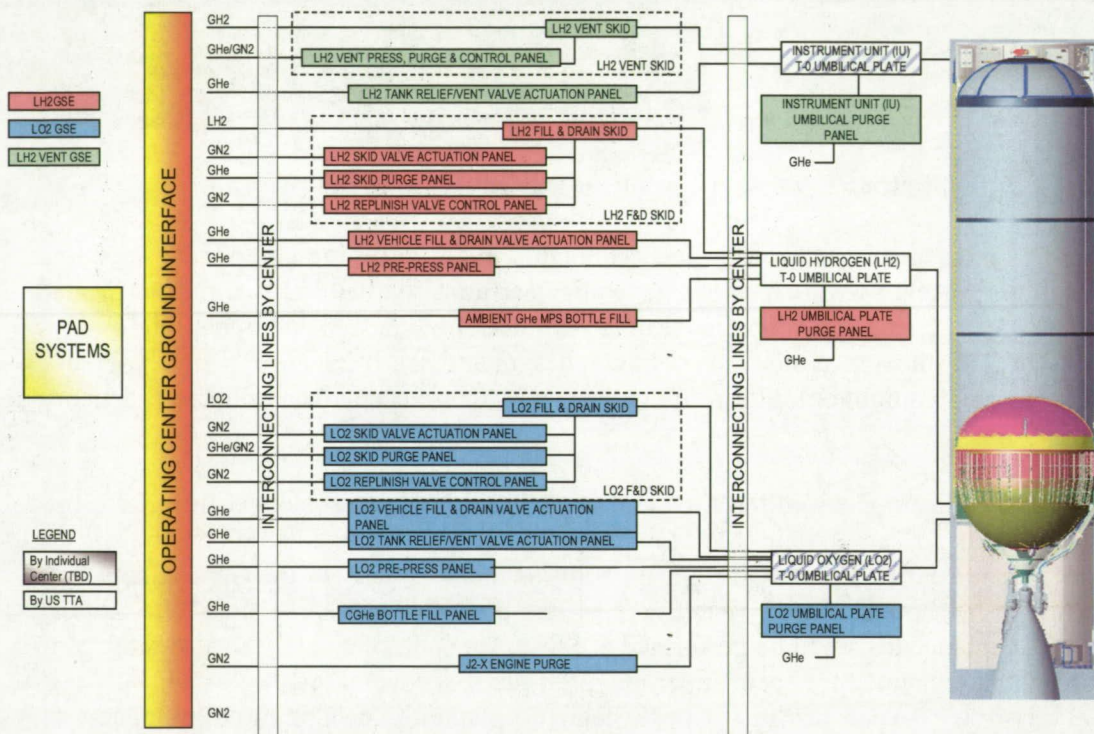 GH2
GHe/GN2
GHe
LH2
GN2
GHe
GN2
GHe
GHe
GHe
LO2
GN2
GHe/GN2
GN2
GHe
GHe
GHe
GHe
GN2
GN2
LH2GSE
LO2 GSE
LH2 VENT GSE
PAD
SYSTEMS
LEGEND
By Individual
Center (TBD)
By US TTA
OPERATING CENTER GROUND INTERFACE
INTERCONNECTING LINES BY CENTER
LH2 VENT SKID
LH2 VENT PRESS, PURGE & CONTROL PANEL
LH2 VENT SKID
LH2 TANK RELIEF/VENT VALVE ACTUATION PANEL
LH2 FILL & DRAIN SKID
LH2 SKID VALVE ACTUATION PANEL
LH2 SKID PURGE PANEL
LH2 REPLINISH VALVE CONTROL PANEL
LH2 F&D SKID
LH2 VEHICLE FILL & DRAIN VALVE ACTUATION PANEL
LH2 PRE-PRESS PANEL
AMBIENT GHe MPS BOTTLE FILL
LO2 FILL & DRAIN SKID
LO2 SKID VALVE ACTUATION PANEL
LO2 SKID PURGE PANEL
LO2 REPLINISH VALVE CONTROL PANEL
LO2 F&D SKID
LO2 VEHICLE FILL & DRAIN VALVE ACTUATION
PANEL
LO2 TANK RELIEF/VENT VALVE ACTUATION PANEL
LO2 PRE-PRESS PANEL
CGHe BOTTLE FILL PANEL
J2-X ENGINE PURGE
INTERCONNECTING LINES BY CENTER
INSTRUMENT UNIT (IU)
T-0 UMBILICAL PLATE
INSTRUMENT UNIT (IU)
UMBILICAL PURGE
PANEL
GHe
LIQUID HYDROGEN (LH2)
T-0 UMBILICAL PLATE
LH2 UMBILICAL PLATE
PURGE PANEL
GHe
LIQUID OXYGEN (LO2)
T-0 UMBILICAL PLATE
LO2 UMBILICAL PLATE
PURGE PANEL
GHe